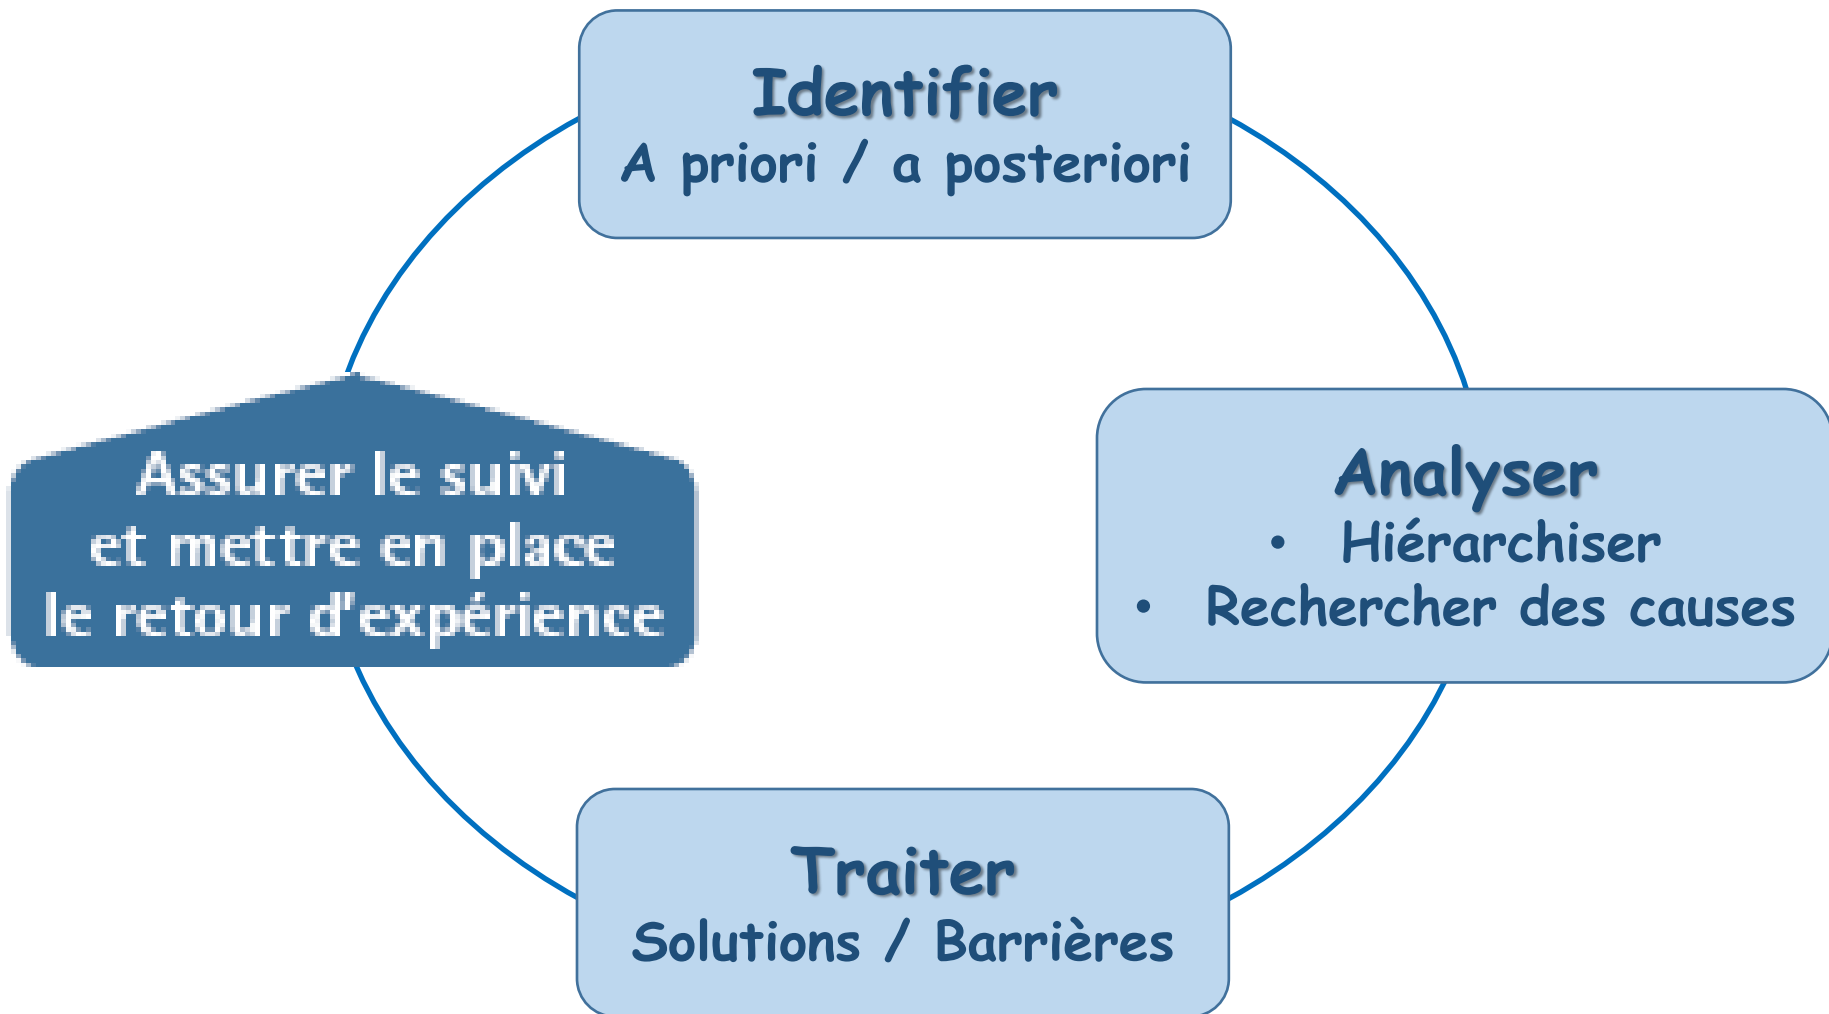 Identifier
A priori / a posteriori
Analyser
• Hiérarchiser
• Rechercher des causes
Traiter
Solutions / Barrières
Assurer le suivi
et mettre en place
le retour d'expérience